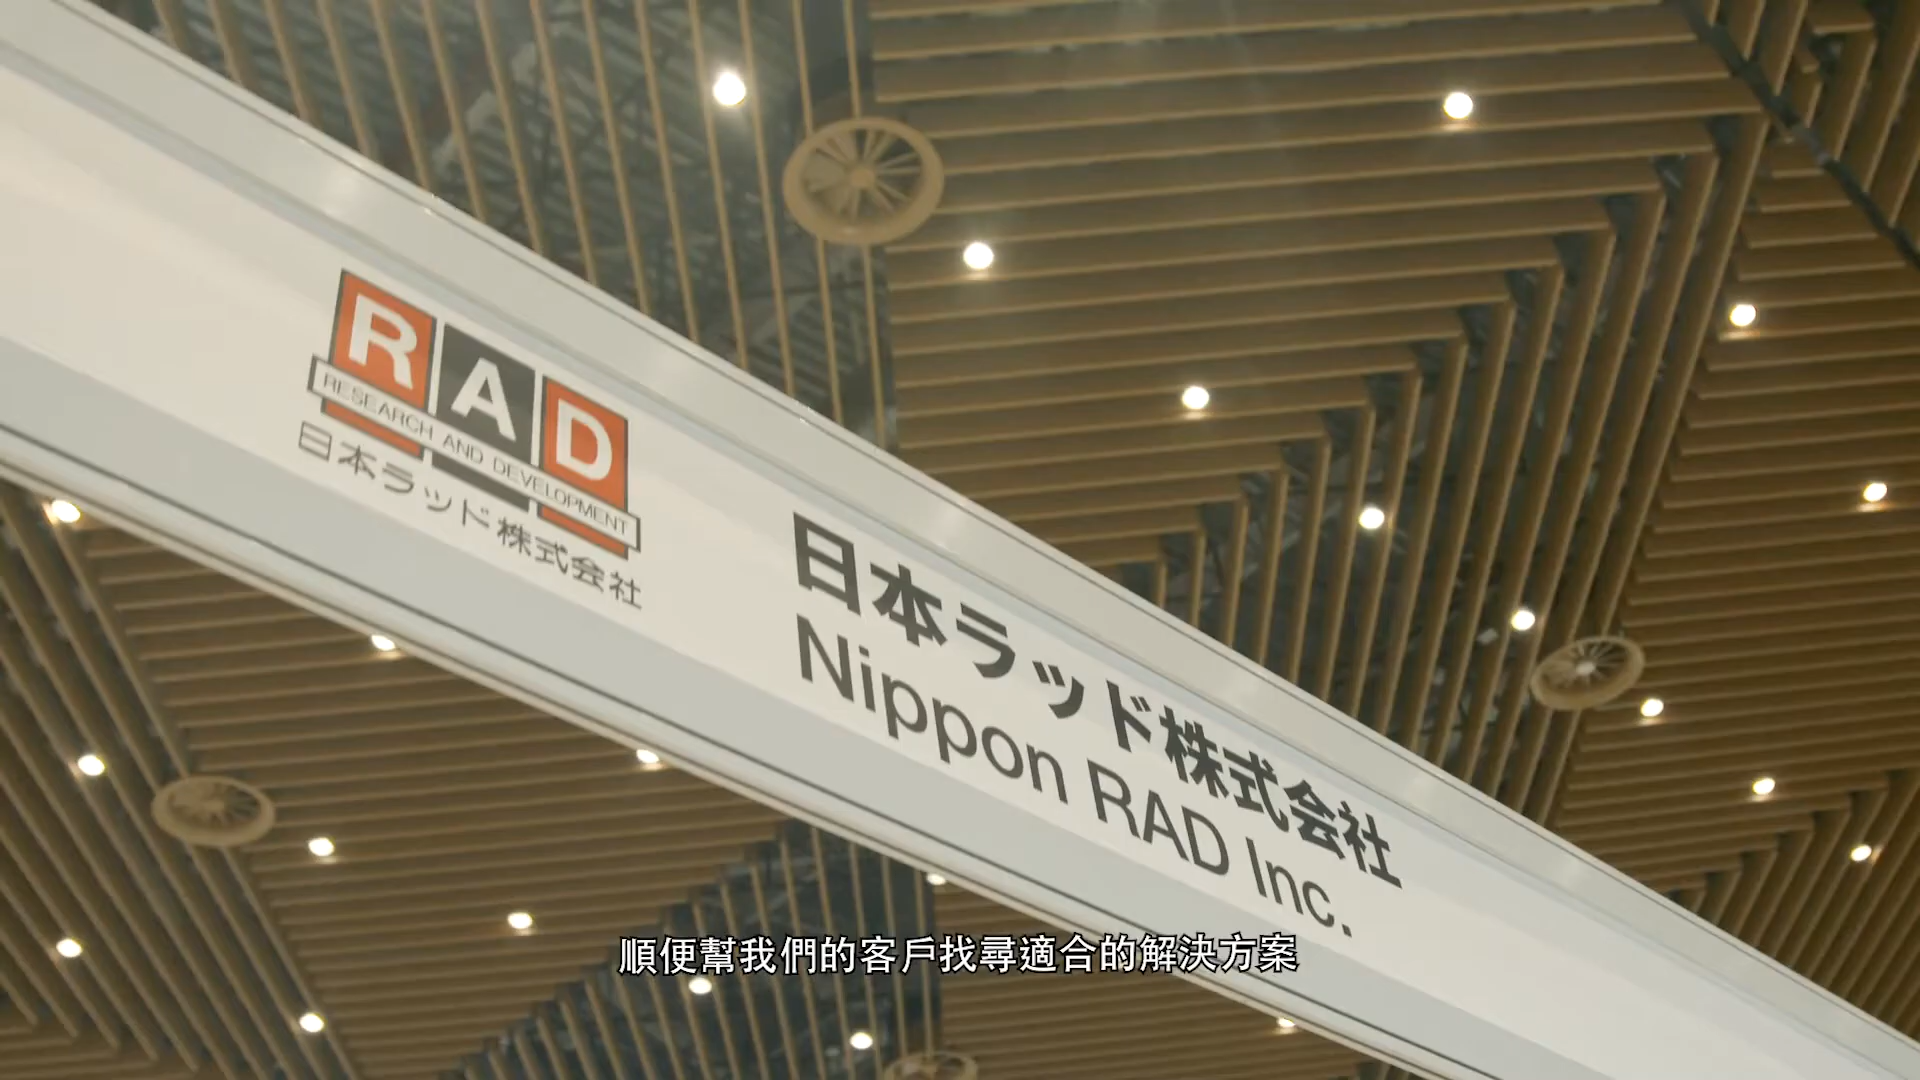 RAD
RESEARCH AND DEVELOPMENT
日本ラッド株式会社
日本ラッド株式会社
Nippon RAD Inc.
順便幫我們的客戶找尋適合的解決方案